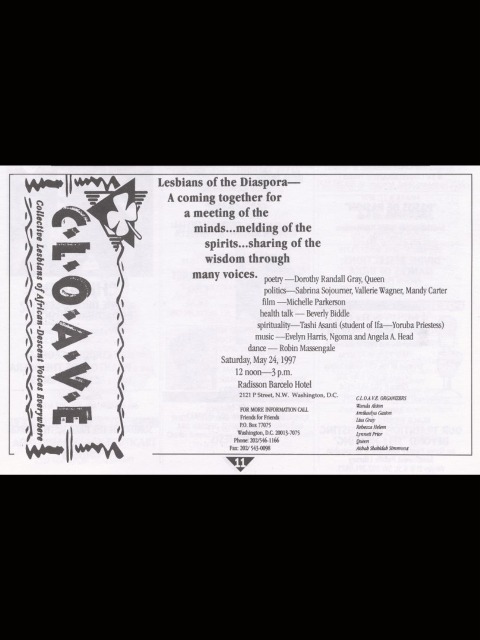 C.L.O.A.V.E
Collective Lesbians of African-Descent Voices Everywhere
Lesbians of the Diaspora—
A coming together for
a meeting of the
minds...melding of the
spirits...sharing of the
wisdom through
many voices.
poetry —Dorothy Randall Gray, Queen
politics—Sabrina Sojourner, Vallerie Wagner, Mandy Carter
film —Michelle Parkerson
health talk — Beverly Biddle
spirituality—Tashi Asanti (student of Ifa—Yoruba Priestess)
music —Evelyn Harris, Ngoma and Angela A. Head
dance — Robin Massengale
Saturday, May 24, 1997
12 noon—3 p.m.
Radisson Barcelo Hotel
2121 P Street, N.W. Washington, D.C.
FOR MORE INFORMATION CALL
Friends for Friends
P.O. Box 77075
Washington, D.C. 20013-7075
Phone: 202/546-1166
Fax: 202/ 543-0098
C.L.O.A.V.E. ORGANIZERS
Wanda Alston
Gaston
Lisa Gray
Rebecca
Lynnett Prior
Queen
Shahidah Simmons
11